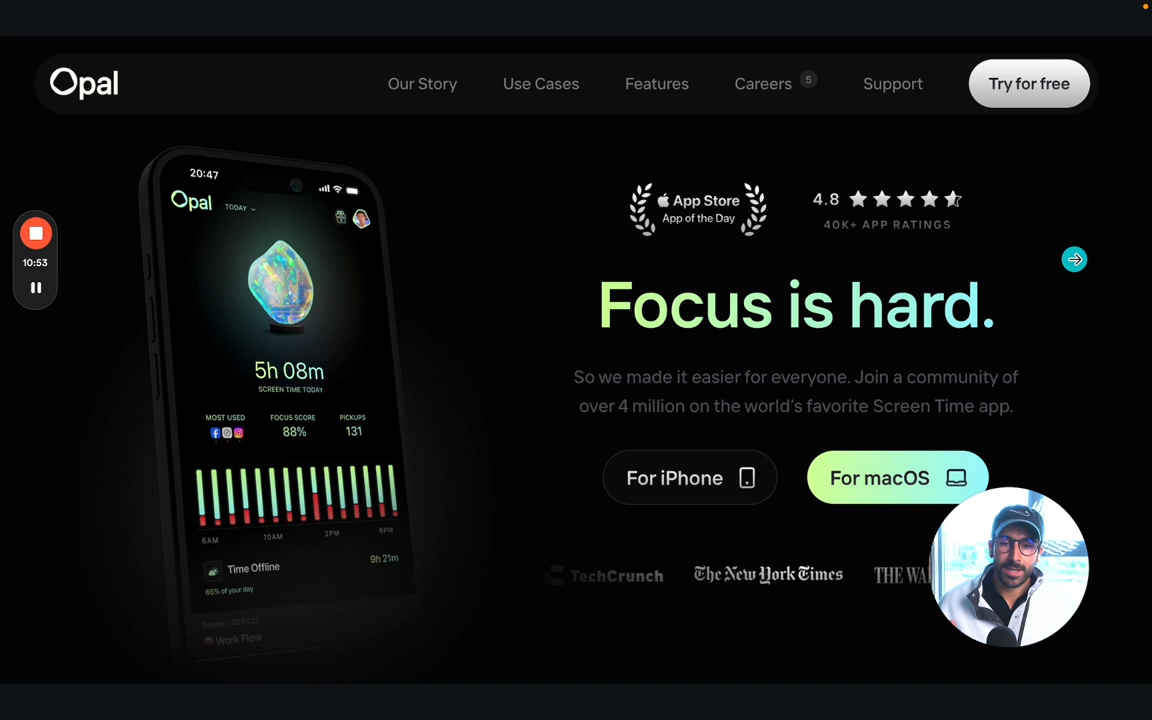 Opal
Our Story
Use Cases
Features
Careers 5
Support
Try for free
10:53
20:47
Opal
TODAY
5h 08m
SCREEN TIME TODAY
MOST USED
FOCUS SCORE
88%
PICKUPS
131
6AM
10AM
2PM
6PM
Time Offline
9h 21m
65% of your day
Work Flow
App Store
App of the Day
4.8
40K+ APP RATINGS
Focus is hard.
So we made it easier for everyone. Join a community of
over 4 million on the world's favorite Screen Time app.
For iPhone
For macOS
TechCrunch
The New York Times